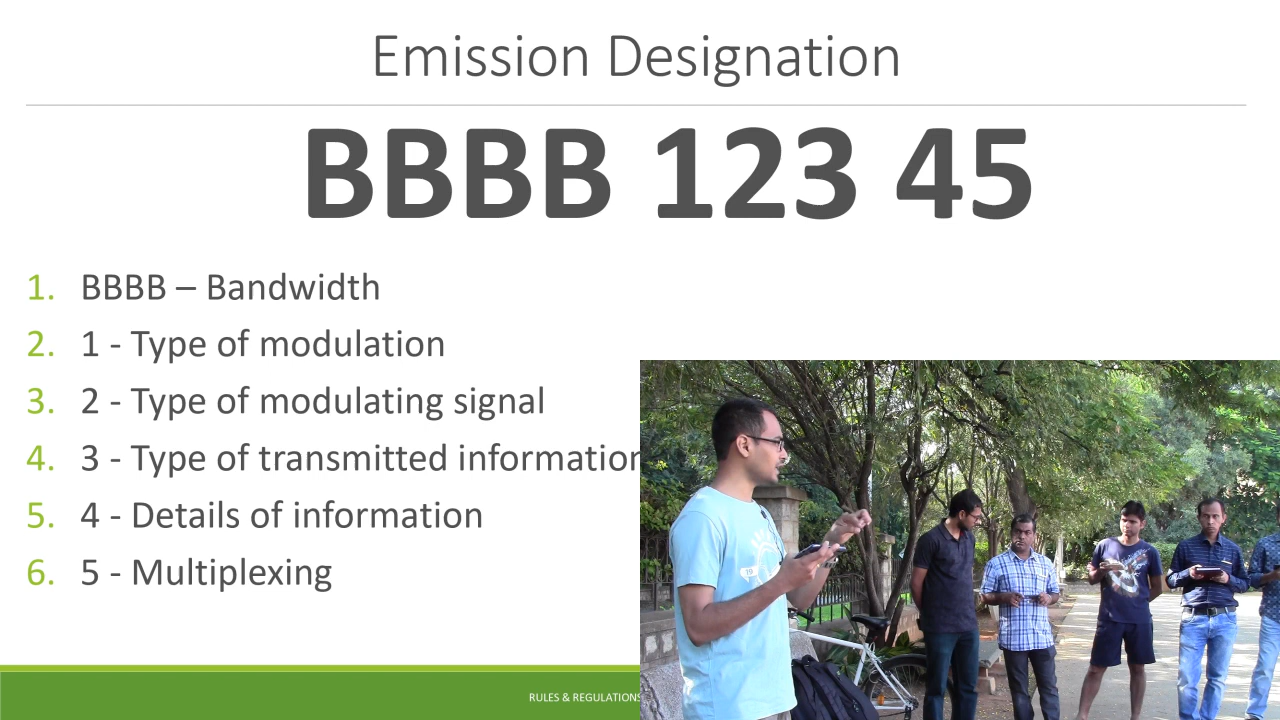 Emission Designation
BBBB 123 45
1. BBBB – Bandwidth
2. 1 - Type of modulation
3. 2 - Type of modulating signal
4. 3 - Type of transmitted information
5. 4 - Details of information
6. 5 - Multiplexing
RULES & REGULATIONS